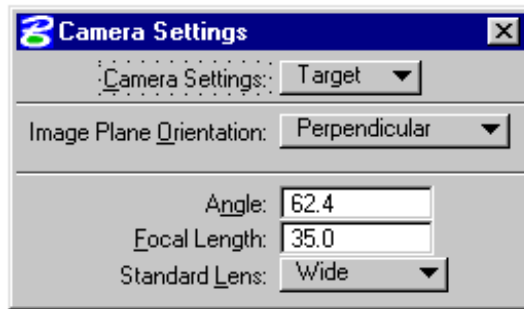 Camera Settings
Camera Settings: Target
Image Plane Orientation: Perpendicular
Angle: 62.4
Focal Length: 35.0
Standard Lens: Wide